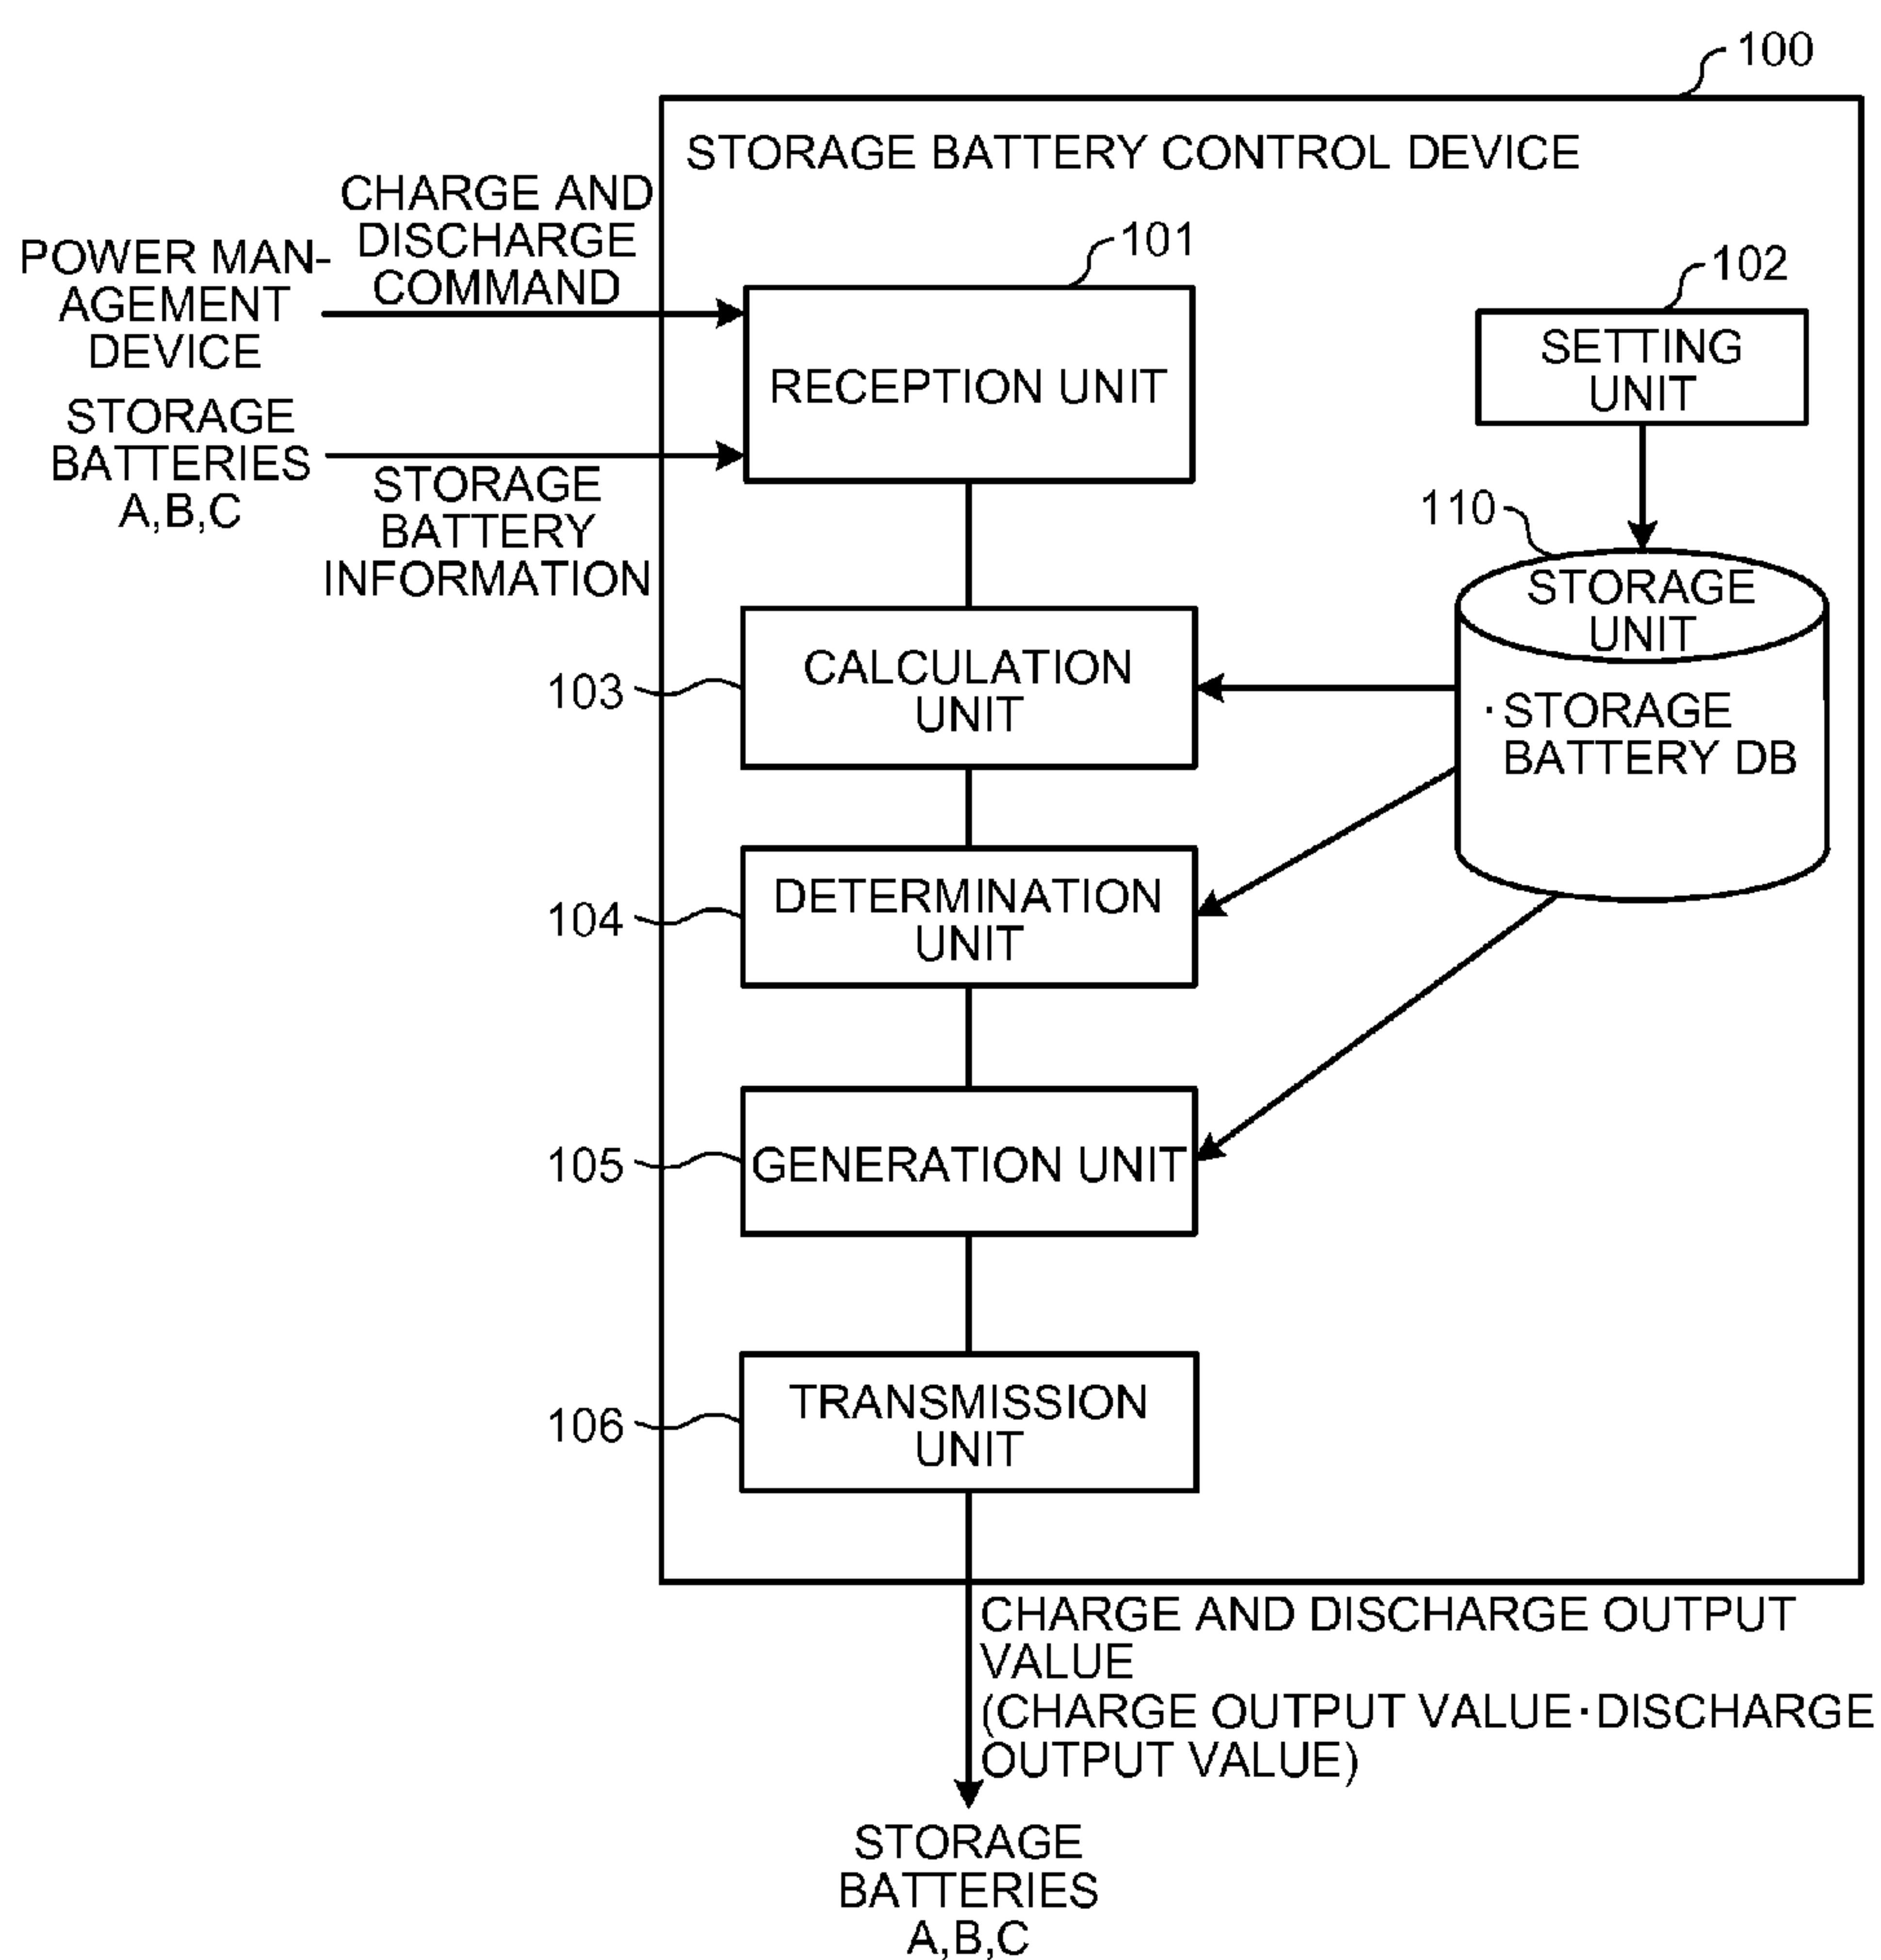 100
STORAGE BATTERY CONTROL DEVICE
CHARGE AND
DISCHARGE
COMMAND
POWER MAN-
AGEMENT
DEVICE
101
RECEPTION UNIT
102
SETTING
UNIT
STORAGE
BATTERIES
A,B,C
STORAGE
BATTERY
INFORMATION
110
STORAGE
UNIT
・STORAGE
BATTERY DB
103
CALCULATION
UNIT
104
DETERMINATION
UNIT
105
GENERATION UNIT
106
TRANSMISSION
UNIT
CHARGE AND DISCHARGE OUTPUT
VALUE
(CHARGE OUTPUT VALUE・DISCHARGE
OUTPUT VALUE)
STORAGE
BATTERIES
A,B,C